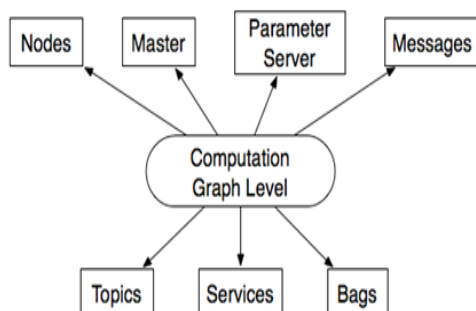 Nodes
Master
Parameter
Server
Messages
Computation
Graph Level
Topics
Services
Bags